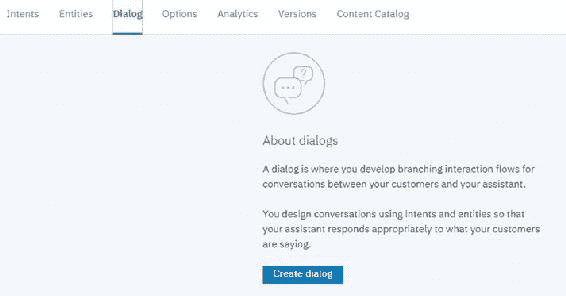 Intents Entities Dialog Options Analytics Versions Content Catalog
?
About dialogs
A dialog is where you develop branching interaction flows for
conversations between your customers and your assistant.
You design conversations using intents and entities so that
your assistant responds appropriately to what your customers
are saying.
Create dialog